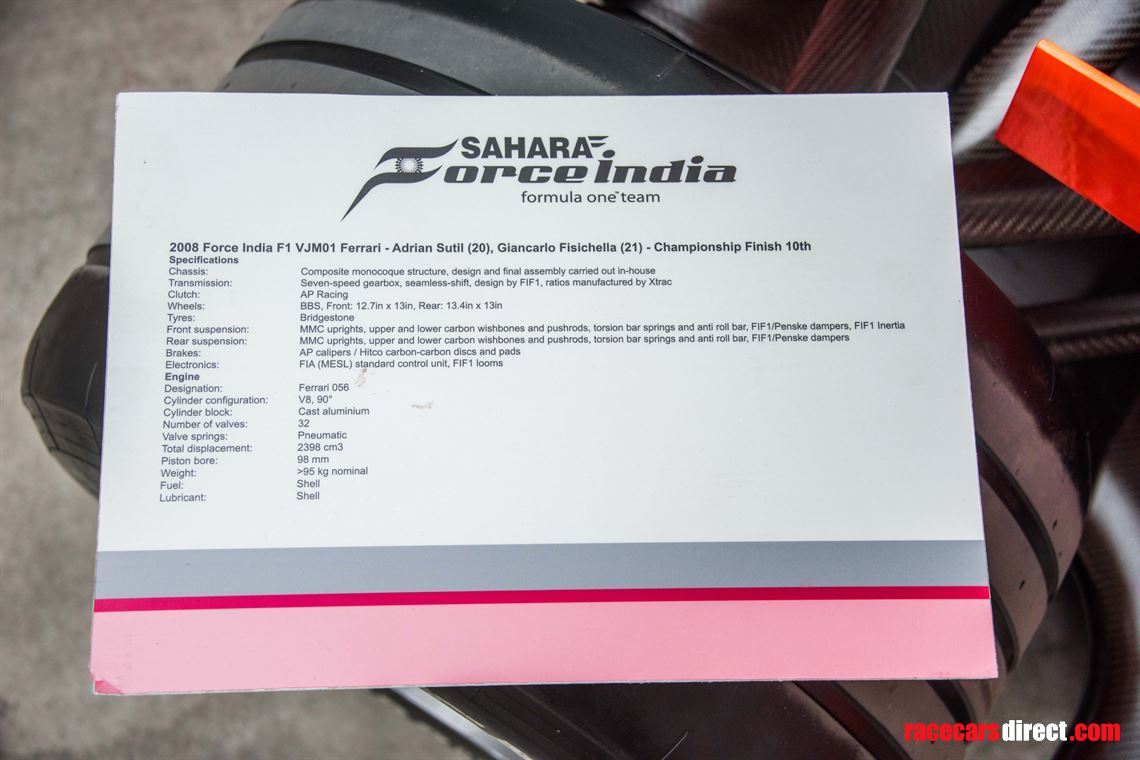 SAHARA
Force india
formula one™ team
2008 Force India F1 VJM01 Ferrari - Adrian Sutil (20), Giancarlo Fisichella (21) - Championship Finish 10th
Specifications
Chassis: Composite monocoque structure, design and final assembly carried out in-house
Transmission: Seven-speed gearbox, seamless-shift, design by FIF1, ratios manufactured by Xtrac
Clutch: AP Racing
Wheels: BBS, Front: 12.7in x 13in, Rear: 13.4in x 13in
Tyres: Bridgestone
Front suspension: MMC uprights, upper and lower carbon wishbones and pushrods, torsion bar springs and anti roll bar, FIF1/Penske dampers, FIF1 Inertia
Rear suspension: MMC uprights, upper and lower carbon wishbones and pushrods, torsion bar springs and anti roll bar, FIF1/Penske dampers
Brakes: AP calipers / Hitco carbon-carbon discs and pads
Electronics: FIA (MESL) standard control unit, FIF1 looms
Engine
Designation: Ferrari 056
Cylinder configuration: V8, 90°
Cylinder block: Cast aluminium
Number of valves: 32
Valve springs: Pneumatic
Total displacement: 2398 cm3
Piston bore: 98 mm
Weight: >95 kg nominal
Fuel: Shell
Lubricant: Shell
racecarsdirect.com